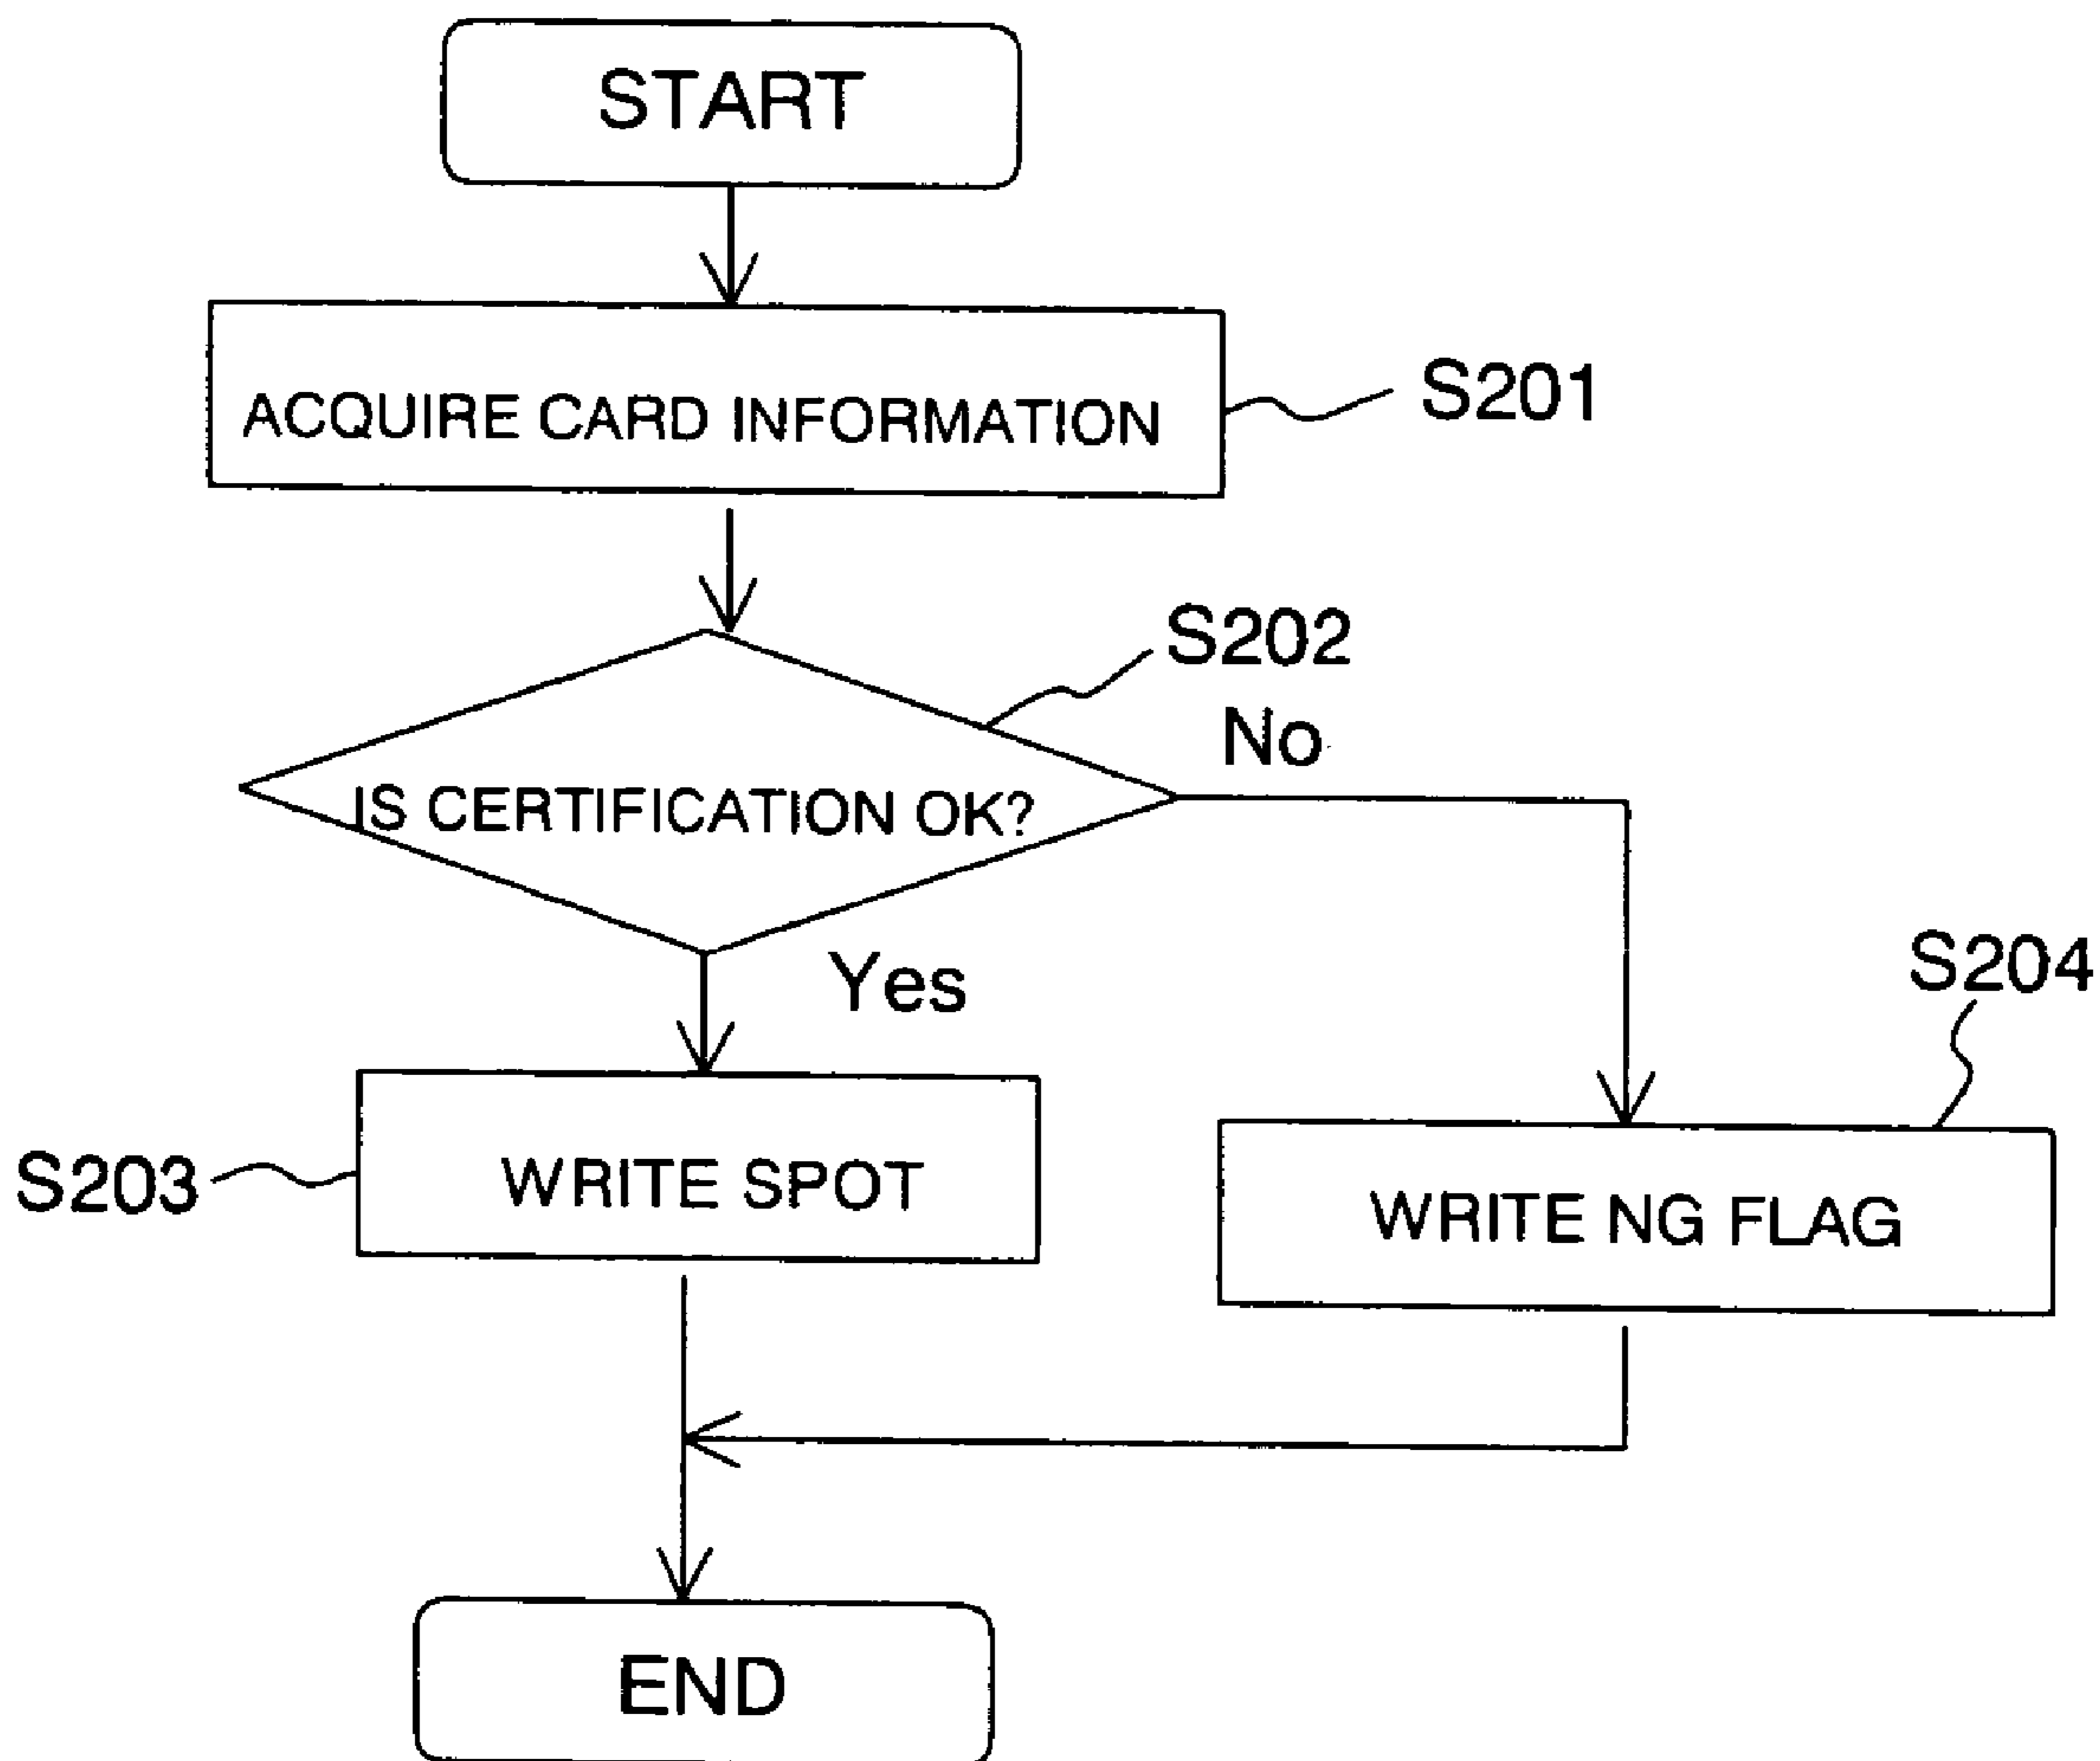 START
ACQUIRE CARD INFORMATION
S201
S202
No
IS CERTIFICATION OK?
Yes
S204
S203
WRITE SPOT
WRITE NG FLAG
END